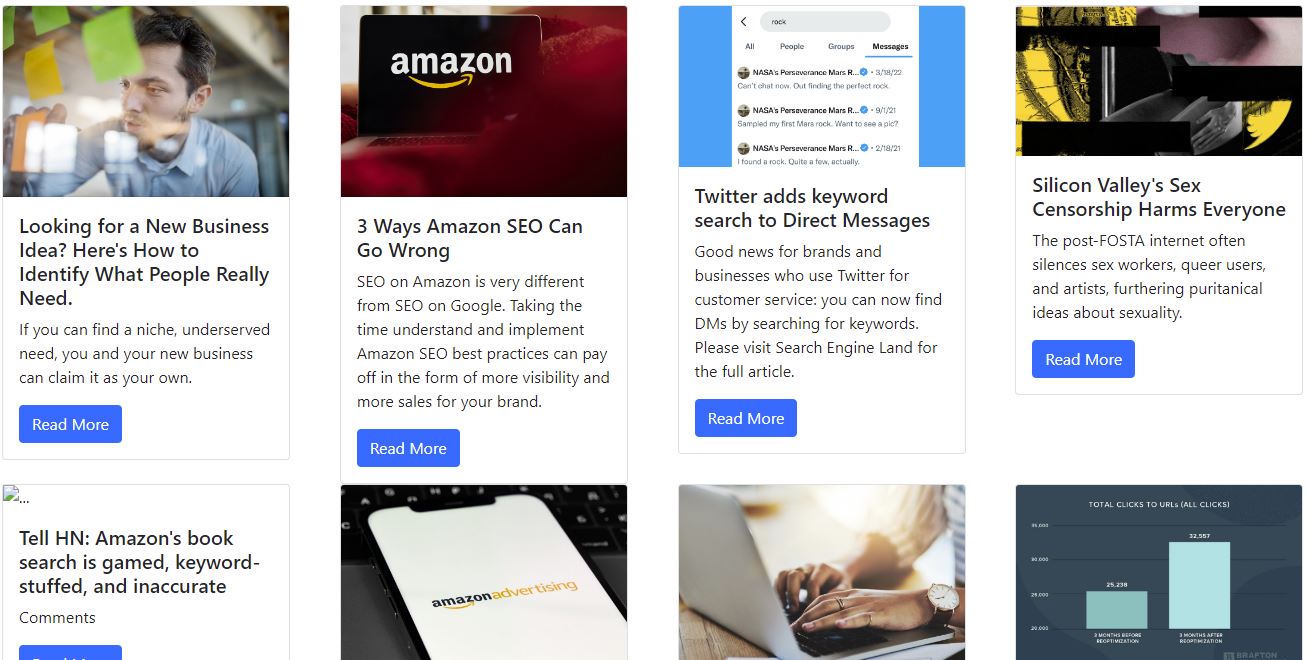 amazon
rock
All People Groups Messages
NASA's Perseverance Mars R... • 3/18/22
Can't chat now. Out finding the perfect rock.
NASA's Perseverance Mars R... • 9/1/21
Sampled my first Mars rock. Want to see a pic?
NASA's Perseverance Mars R... • 2/18/21
I found a rock. Quite a few, actually.
Looking for a New Business
Idea? Here's How to
Identify What People Really
Need.
If you can find a niche, underserved
need, you and your new business
can claim it as your own.
Read More
3 Ways Amazon SEO Can
Go Wrong
SEO on Amazon is very different
from SEO on Google. Taking the
time understand and implement
Amazon SEO best practices can pay
off in the form of more visibility and
more sales for your brand.
Read More
Twitter adds keyword
search to Direct Messages
Good news for brands and
businesses who use Twitter for
customer service: you can now find
DMs by searching for keywords.
Please visit Search Engine Land for
the full article.
Read More
Silicon Valley's Sex
Censorship Harms Everyone
The post-FOSTA internet often
silences sex workers, queer users,
and artists, furthering puritanical
ideas about sexuality.
Read More
...
Tell HN: Amazon's book
search is gamed, keyword-
stuffed, and inaccurate
Comments
amazonadvertising
TOTAL CLICKS TO URLs (ALL CLICKS)
35,000
32,557
30,000
25,238
25,000
20,000
3 MONTHS BEFORE
REOPTIMIZATION
3 MONTHS AFTER
REOPTIMIZATION
BRAFTON